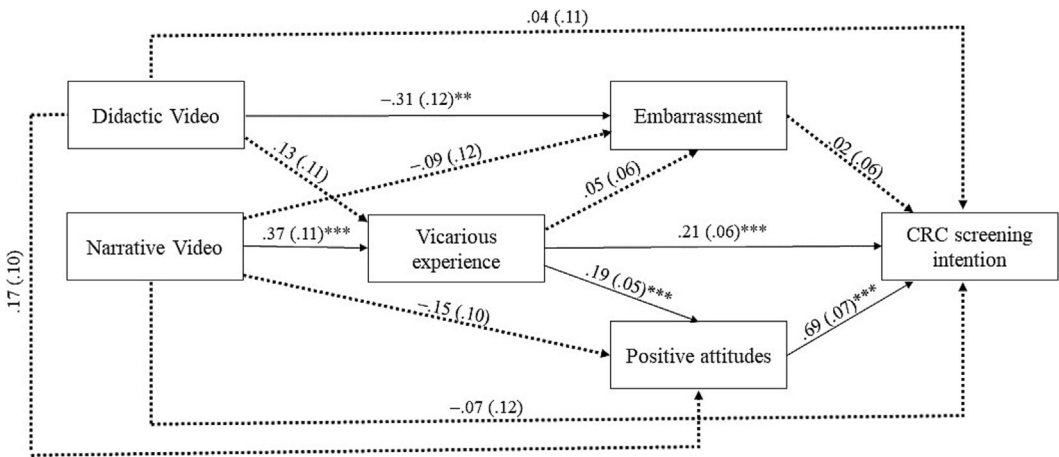 .04 (.11)
Didactic Video
−.31 (.12)**
Embarrassment
.13 (.11)
−.09 (.12)
.02 (.06)
.05 (.06)
Narrative Video
.37 (.11)***
Vicarious
experience
.21 (.06)***
CRC screening
intention
.17 (.10)
.19 (.05)***
−.15 (.10)
Positive attitudes
.69 (.07)***
−.07 (.12)